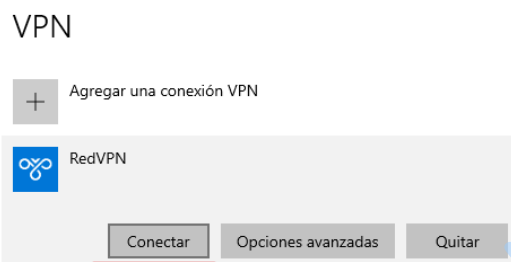 VPN
Agregar una conexión VPN
RedVPN
Conectar Opciones avanzadas Quitar